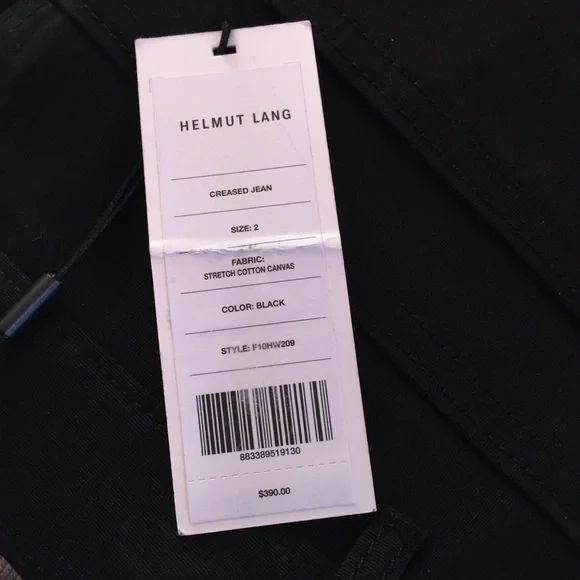 HELMUT LANG
CREASED JEAN
SIZE: 2
FABRIC:
STRETCH COTTON CANVAS
COLOR: BLACK
STYLE: F10HW209
883389519130
$390.00